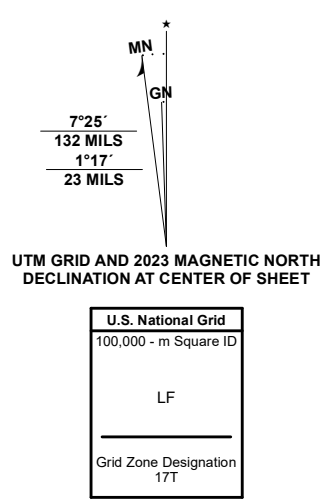 MN
GN
7°25´
132 MILS
1°17´
23 MILS
UTM GRID AND 2023 MAGNETIC NORTH
DECLINATION AT CENTER OF SHEET
U.S. National Grid
100,000 - m Square ID
LF
Grid Zone Designation
17T